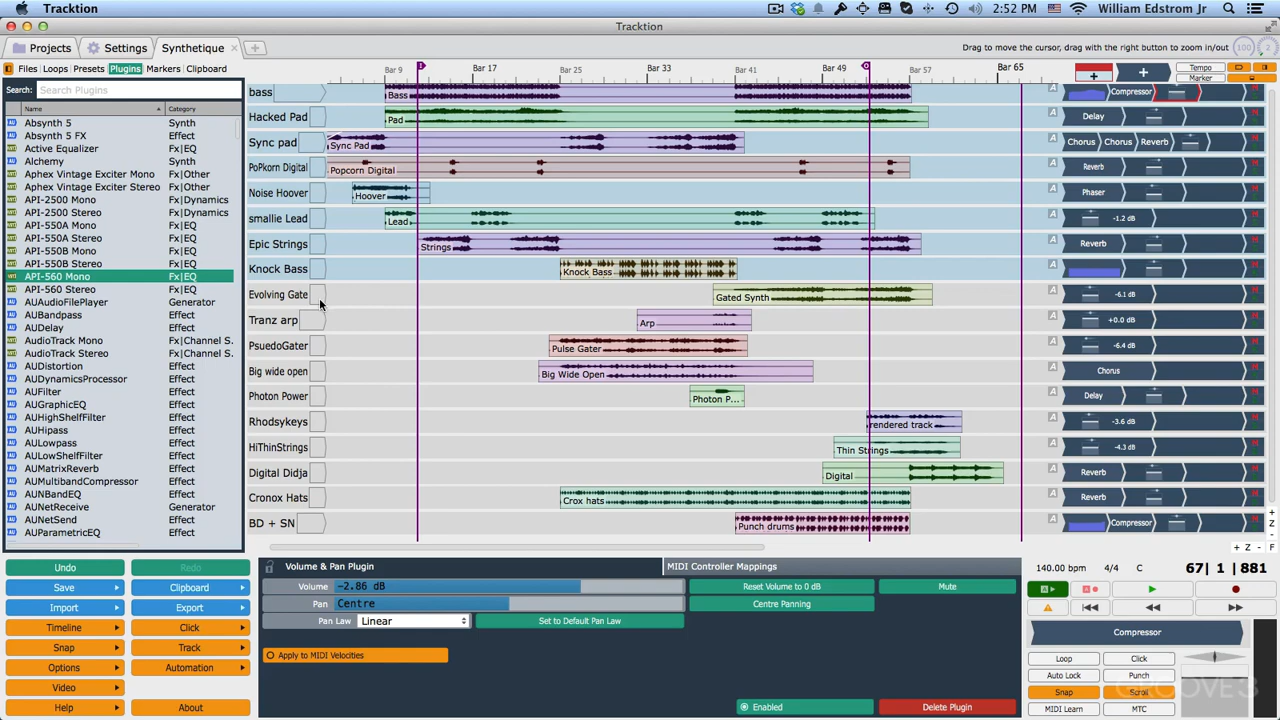 Tracktion
2:52 PM
William Edstrom Jr
Tracktion
Projects
Settings
Synthetique
Drag to move the cursor, drag with the right button to zoom in/out
100
2
Files Loops Presets Plugins Markers Clipboard
Search: Search Plugins
Name Category
Absynth 5 Synth
Absynth 5 FX Effect
Active Equalizer Fx|EQ
Alchemy Synth
Aphex Vintage Exciter Mono Fx|Other
Aphex Vintage Exciter Stereo Fx|Other
API-2500 Mono Fx|Dynamics
API-2500 Stereo Fx|Dynamics
API-550A Mono Fx|EQ
API-550A Stereo Fx|EQ
API-550B Mono Fx|EQ
API-550B Stereo Fx|EQ
API-560 Mono Fx|EQ
API-560 Stereo Fx|EQ
AUAudioFilePlayer Generator
AUBandpass Effect
AUDelay Effect
AudioTrack Mono Fx|Channel S.
AudioTrack Stereo Fx|Channel S.
AUDistortion Effect
AUDynamicsProcessor Effect
AUFilter Effect
AUGraphicEQ Effect
AUHighShelfFilter Effect
AUHipass Effect
AULowpass Effect
AULowShelfFilter Effect
AUMatrixReverb Effect
AUMultibandCompressor Effect
AUNBandEQ Effect
AUNetReceive Generator
AUNetSend Effect
AUParametricEQ Effect
Bar 9 Bar 17 Bar 25 Bar 33 Bar 41 Bar 49 Bar 57 Bar 65
I O
+ + Tempo
Marker
bass Bass A Compressor M
Hacked Pad Pad A Delay M
Sync pad Sync Pad A Chorus Chorus Reverb M
PoPkorn Digital Popcorn Digital A Reverb M
Noise Hoover Hoover A Phaser M
smallie Lead Lead A -1.2 dB M
Epic Strings Strings A Reverb M
Knock Bass Knock Bass A M
Evolving Gate Gated Synth A -6.1 dB M
Tranz arp Arp A +0.0 dB M
PsuedoGater Pulse Gater A -6.4 dB M
Big wide open Big Wide Open A Chorus M
Photon Power Photon P... A Delay M
Rhodsykeys rendered track A -3.6 dB M
HiThinStrings Thin Strings A -4.3 dB M
Digital Didja Digital A Reverb M
Cronox Hats Crox hats A Reverb M
BD + SN Punch drums A Compressor M
+
Z
-
+ Z - F
Undo Redo
Save Clipboard
Import Export
Timeline Click
Snap Track
Options Automation
Video
Help About
Volume & Pan Plugin MIDI Controller Mappings
Volume -2.86 dB Reset Volume to 0 dB Mute
Pan Centre Centre Panning
Pan Law Linear Set to Default Pan Law
Apply to MIDI Velocities
Enabled Delete Plugin
140.00 bpm 4/4 C 67| 1 | 881
A A
Compressor
Loop Click
Auto Lock Punch
Snap Scroll
MIDI Learn MTC
GROOVE3